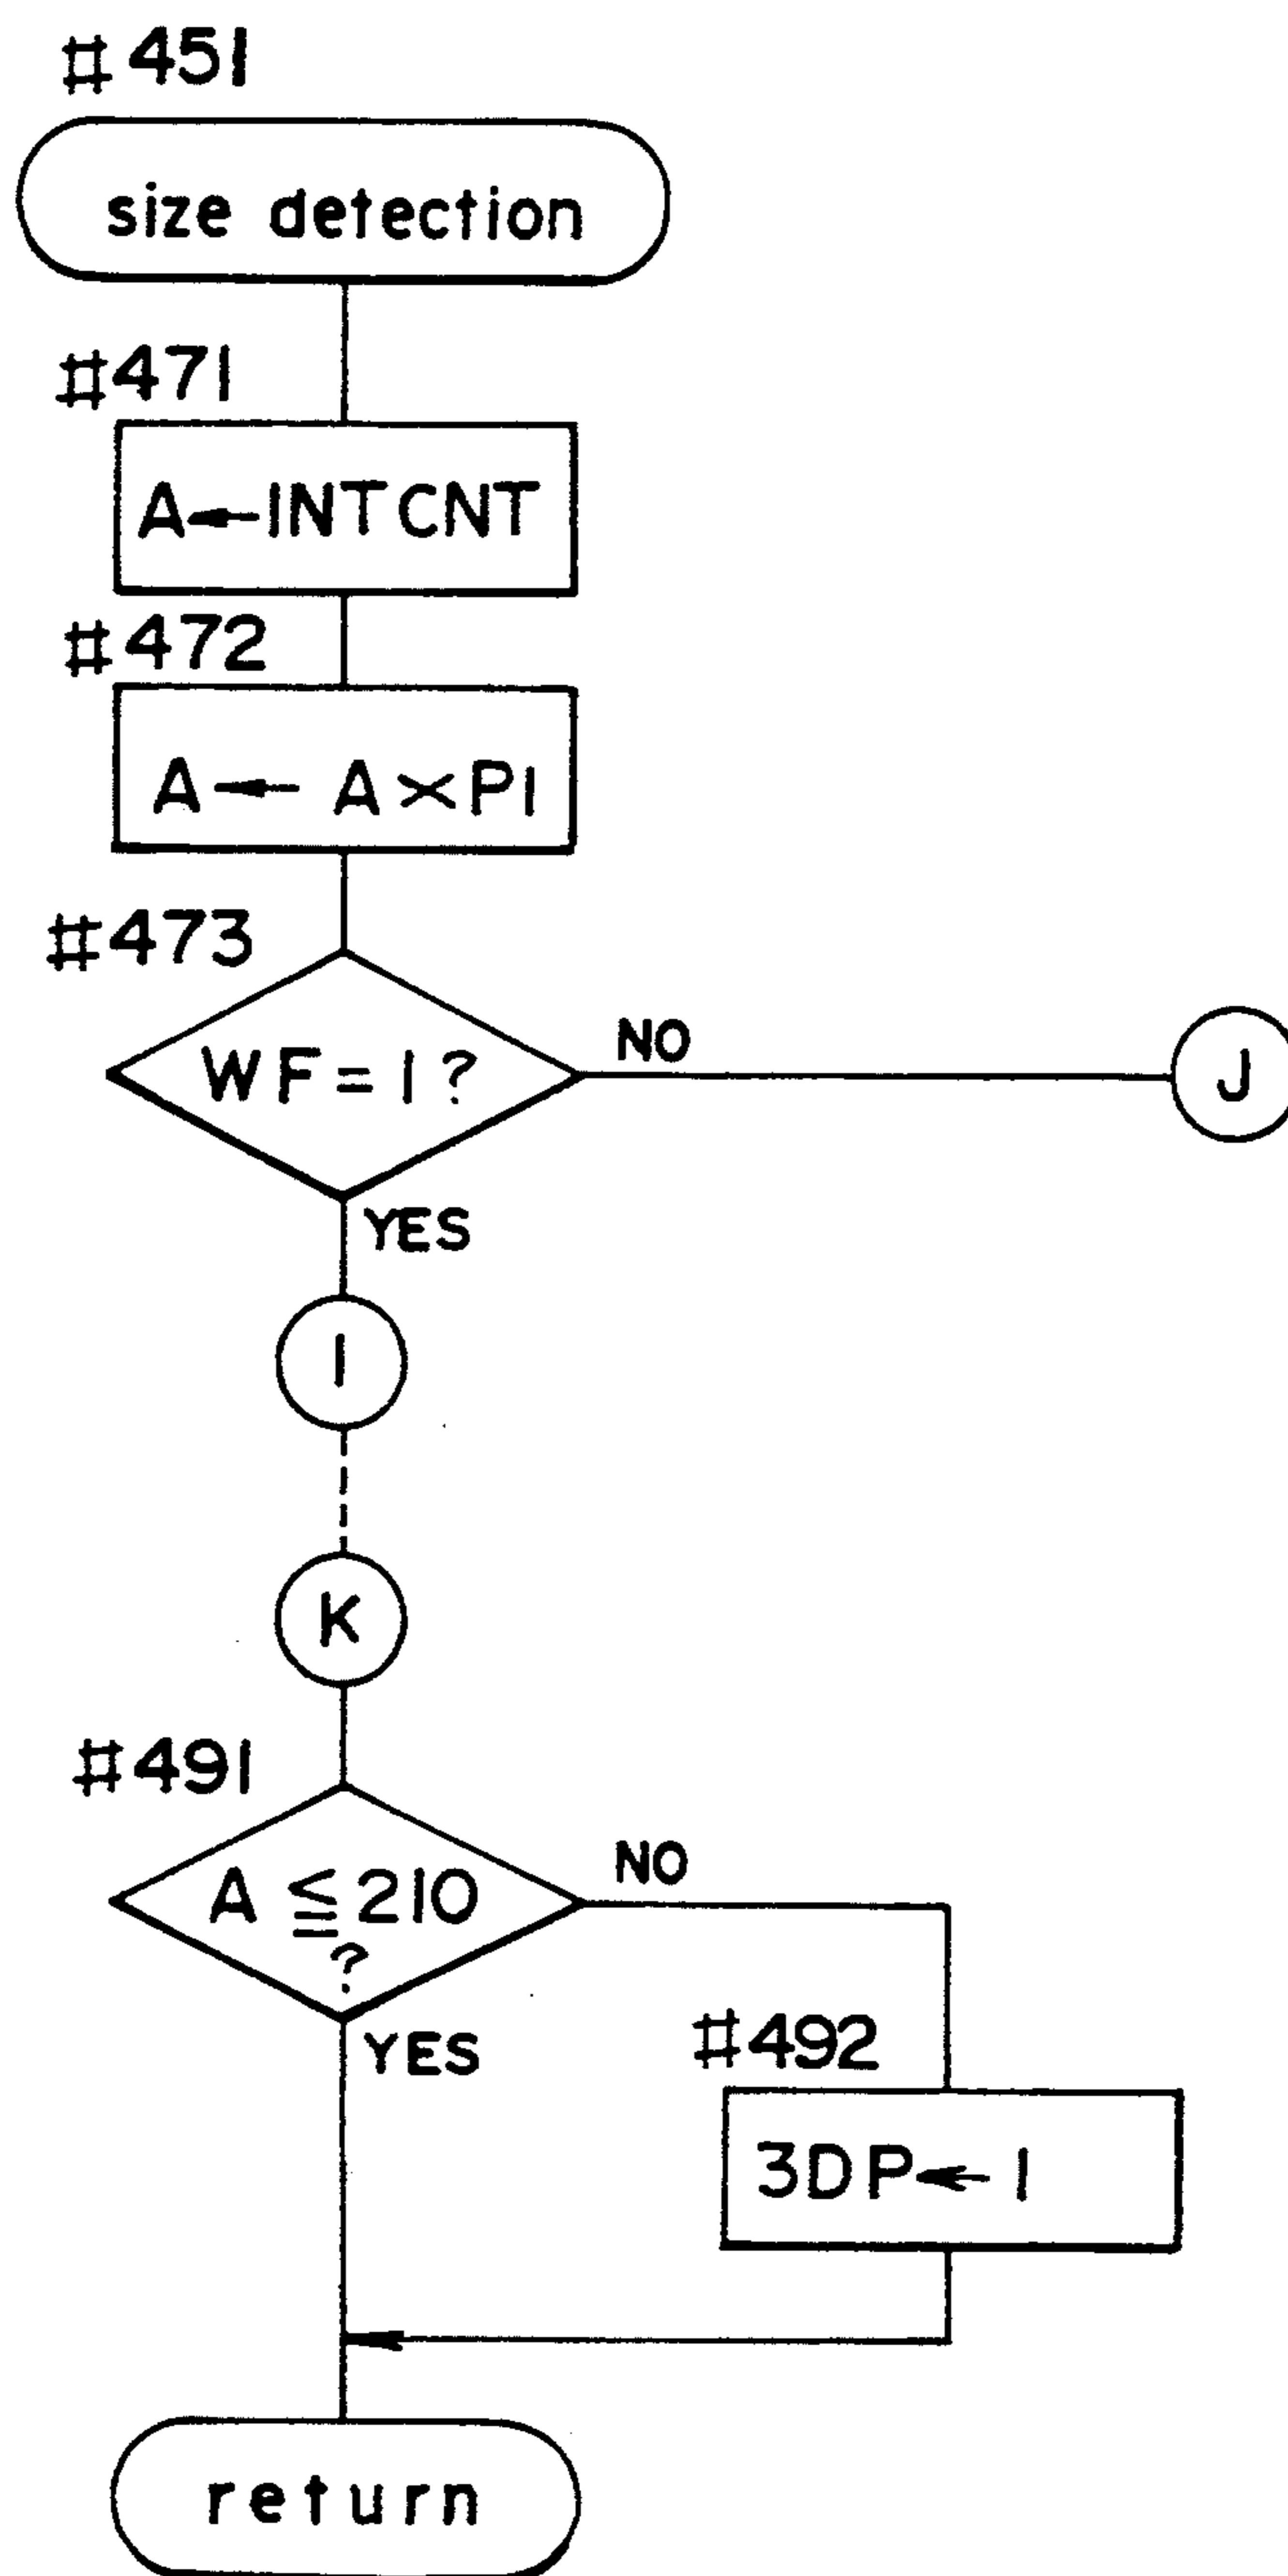 #451
size detection
#471
A←INTCNT
#472
A← A×P1
#473
WF=1?
NO
J
YES
I
K
#491
A ≦ 210
?
NO
YES
#492
3DP←1
return